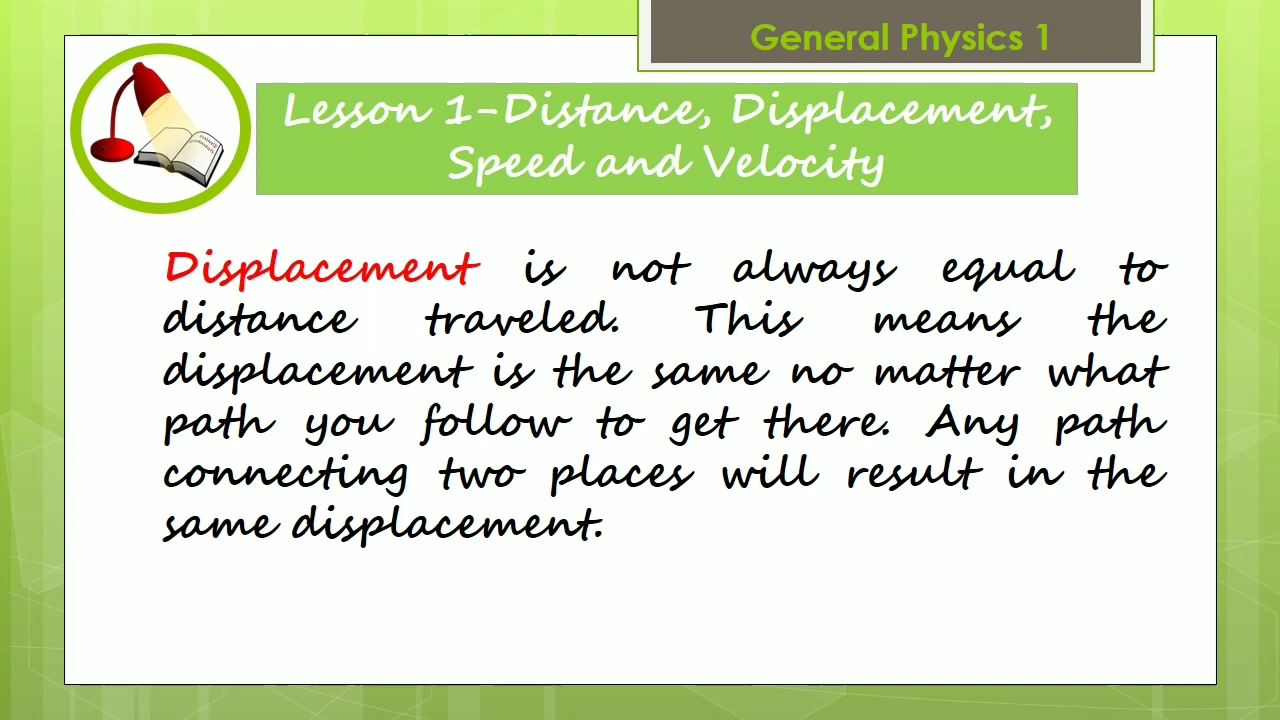 General Physics 1
Lesson 1-Distance, Displacement,
Speed and Velocity
Displacement is not always equal to
distance traveled. This means the
displacement is the same no matter what
path you follow to get there. Any path
connecting two places will result in the
same displacement.